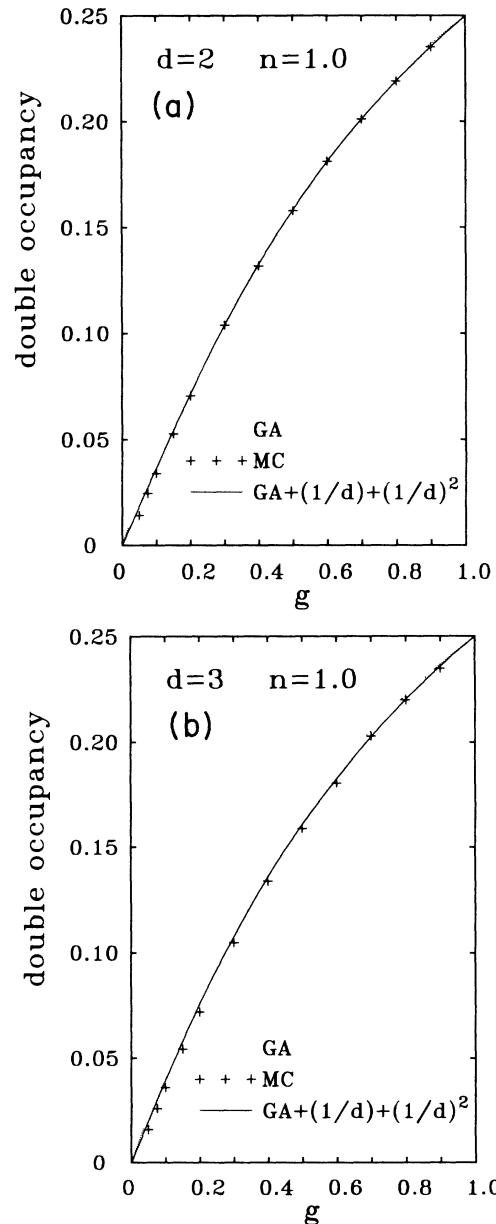 0.25
d=2 n=1.0
(a)
0.20
0.15
0.10
0.05
0
double occupancy
GA
+ + + MC
—— GA+(1/d)+(1/d)²
0 0.2 0.4 0.6 0.8 1.0
g
0.25
d=3 n=1.0
(b)
0.20
0.15
0.10
0.05
0
double occupancy
GA
+ + + MC
—— GA+(1/d)+(1/d)²
0.2 0.4 0.6 0.8 1.0
g